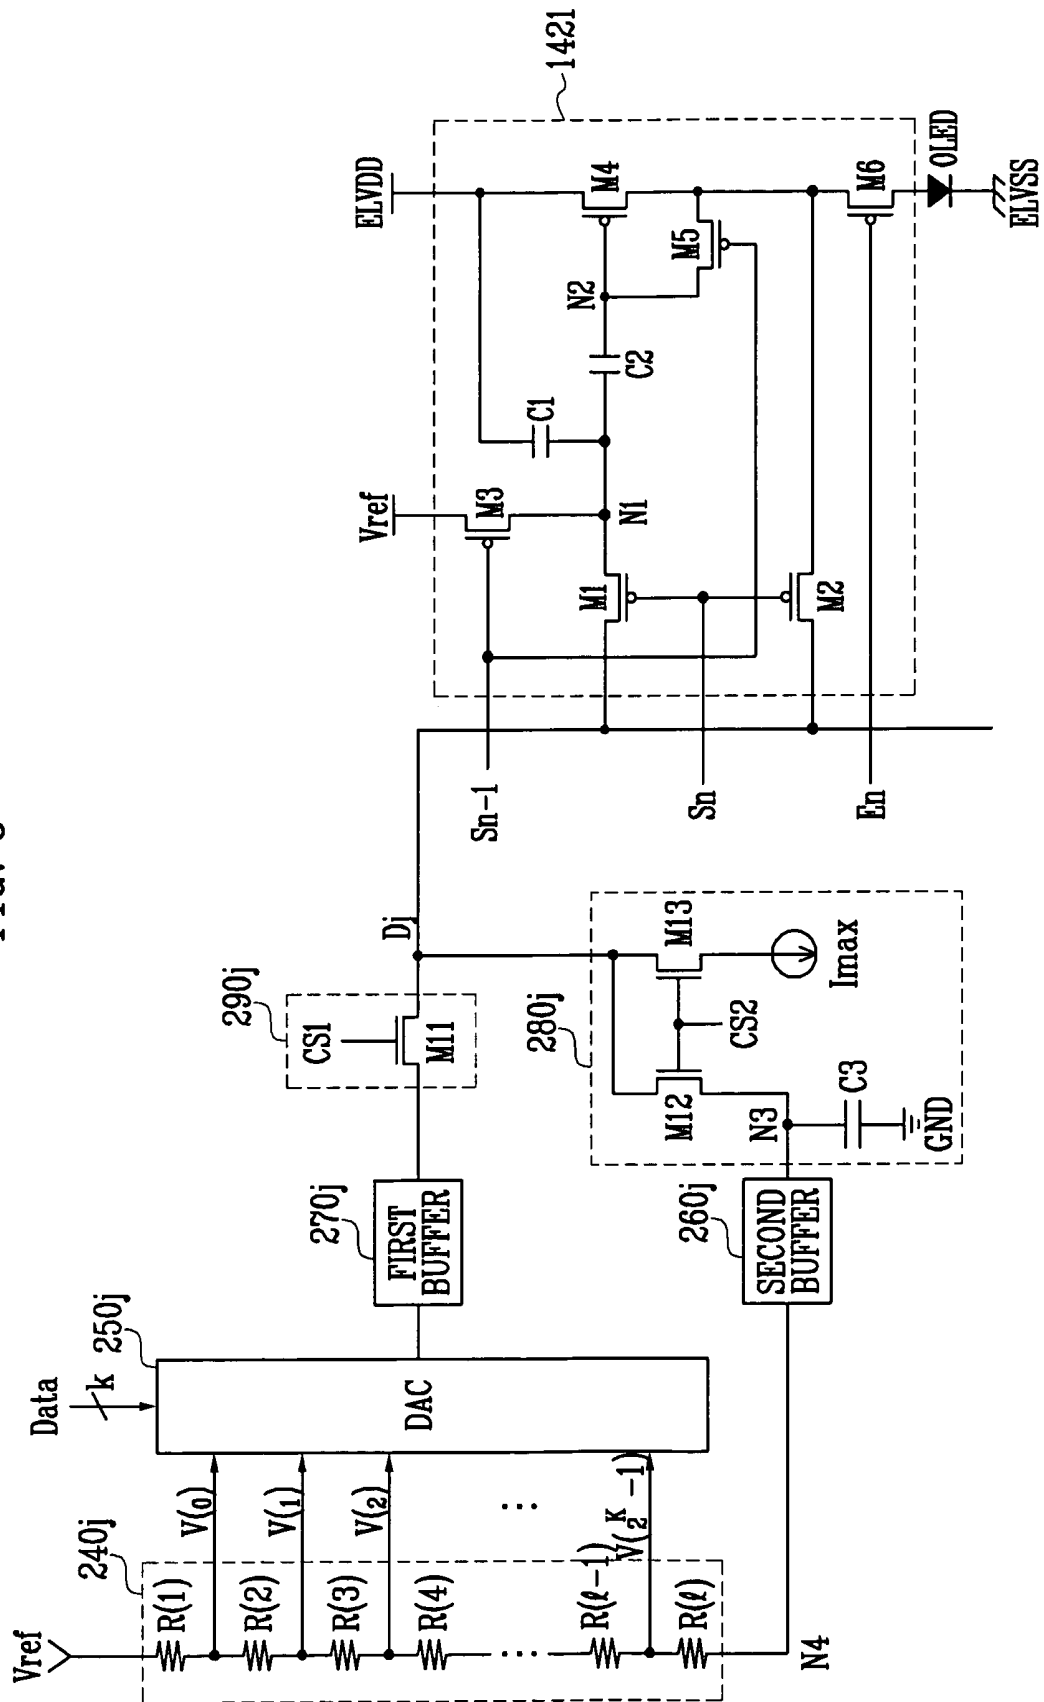 Vref
240j
R(1)
R(2)
R(3)
R(4)
...
R(ℓ-1)
R(ℓ)
N4
V(0)
V(1)
V(2)
...
V(2^K-1)
Data
k
250j
DAC
270j
FIRST
BUFFER
260j
SECOND
BUFFER
290j
CS1
M11
Dj
280j
M12
M13
CS2
N3
C3
GND
Imax
Sn-1
Sn
En
Vref
M3
N1
M1
M2
C1
C2
N2
ELVDD
M4
M5
M6
1421
OLED
ELVSS